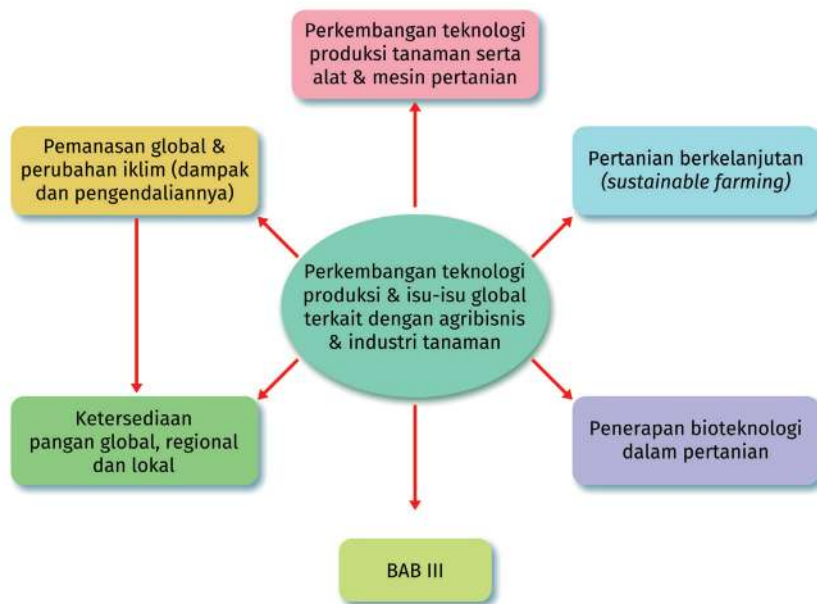 Perkembangan teknologi
produksi tanaman serta
alat & mesin pertanian
Pemanasan global &
perubahan iklim (dampak
dan pengendaliannya)
Pertanian berkelanjutan
(sustainable farming)
Perkembangan teknologi
produksi & isu-isu global
terkait dengan agribisnis
& industri tanaman
Ketersediaan
pangan global, regional
dan lokal
Penerapan bioteknologi
dalam pertanian
BAB III